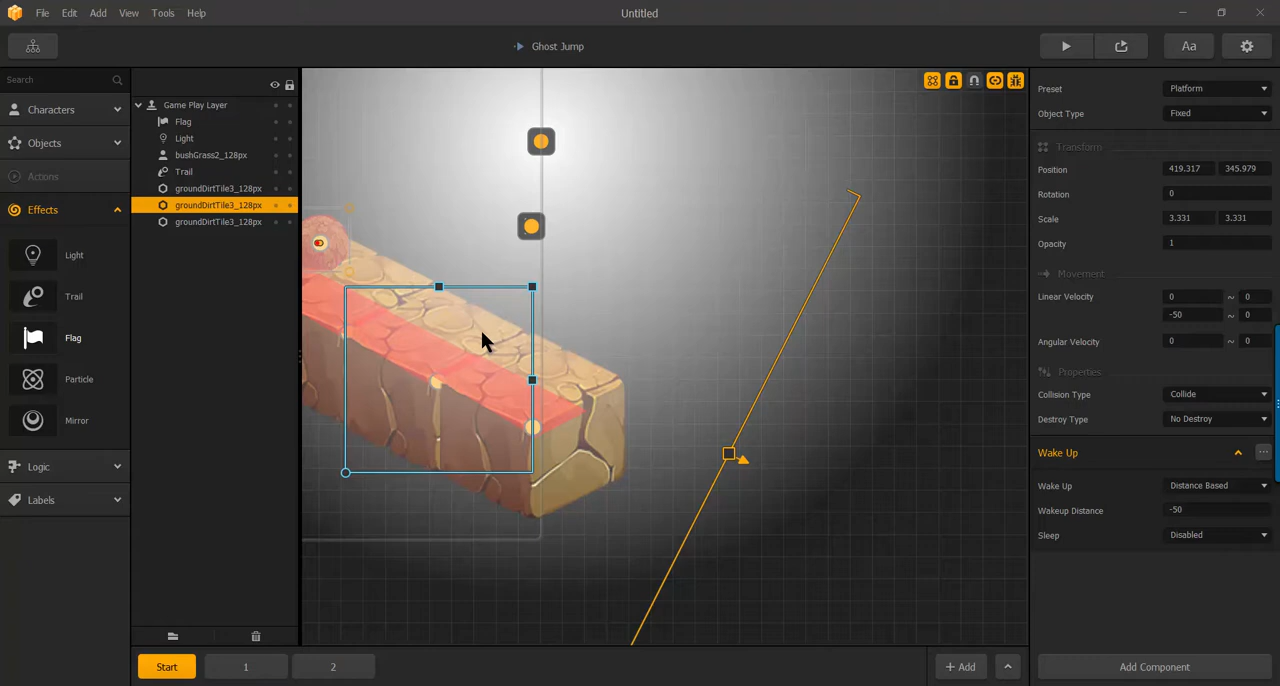 File Edit Add View Tools Help
Untitled
Ghost Jump
Aa
Search
Characters
Objects
Actions
Effects
Light
Trail
Flag
Particle
Mirror
Logic
Labels
Game Play Layer
Flag
Light
bushGrass2_128px
Trail
groundDirtTile3_128px
groundDirtTile3_128px
groundDirtTile3_128px
Preset Platform
Object Type Fixed
Transform
Position 419.317 345.979
Rotation 0
Scale 3.331 3.331
Opacity 1
Movement
Linear Velocity 0 ~ 0
-50 ~ 0
Angular Velocity 0 ~ 0
Properties
Collision Type Collide
Destroy Type No Destroy
Wake Up
Wake Up Distance Based
Wakeup Distance -50
Sleep Disabled
Start 1 2
+ Add
Add Component